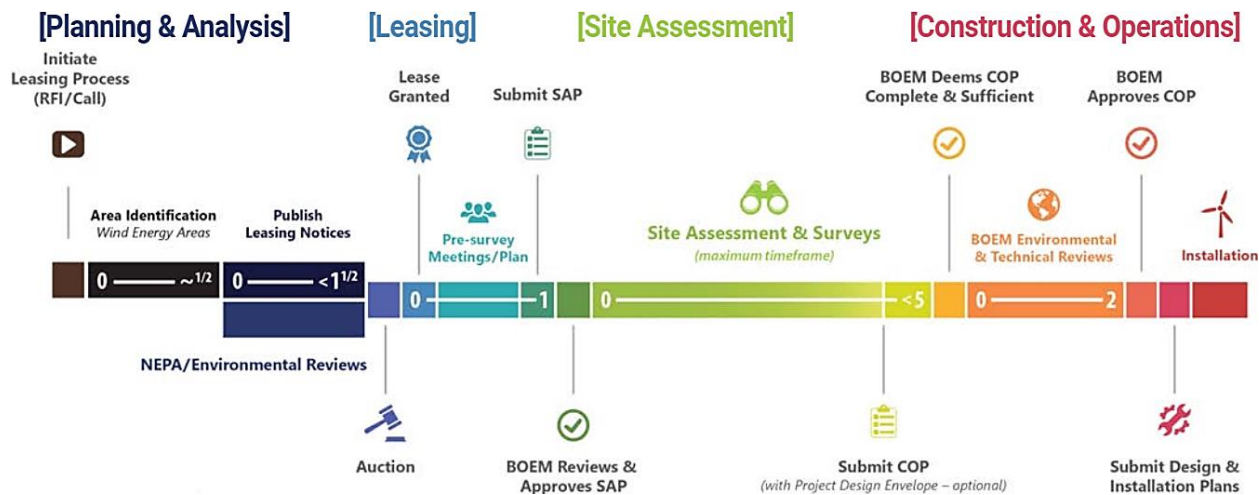 [Planning & Analysis]
[Leasing]
[Site Assessment]
[Construction & Operations]
Initiate
Leasing Process
(RFI/Call)
Lease
Granted
Submit SAP
BOEM Deems COP
Complete & Sufficient
BOEM
Approves COP
Area Identification
Wind Energy Areas
Publish
Leasing Notices
Pre-survey
Meetings/Plan
Site Assessment & Surveys
(maximum timeframe)
BOEM Environmental
& Technical Reviews
Installation
0 ~1/2
0 <1 1/2
0 1
0 <5
0 2
NEPA/Environmental Reviews
Auction
BOEM Reviews &
Approves SAP
Submit COP
(with Project Design Envelope – optional)
Submit Design &
Installation Plans